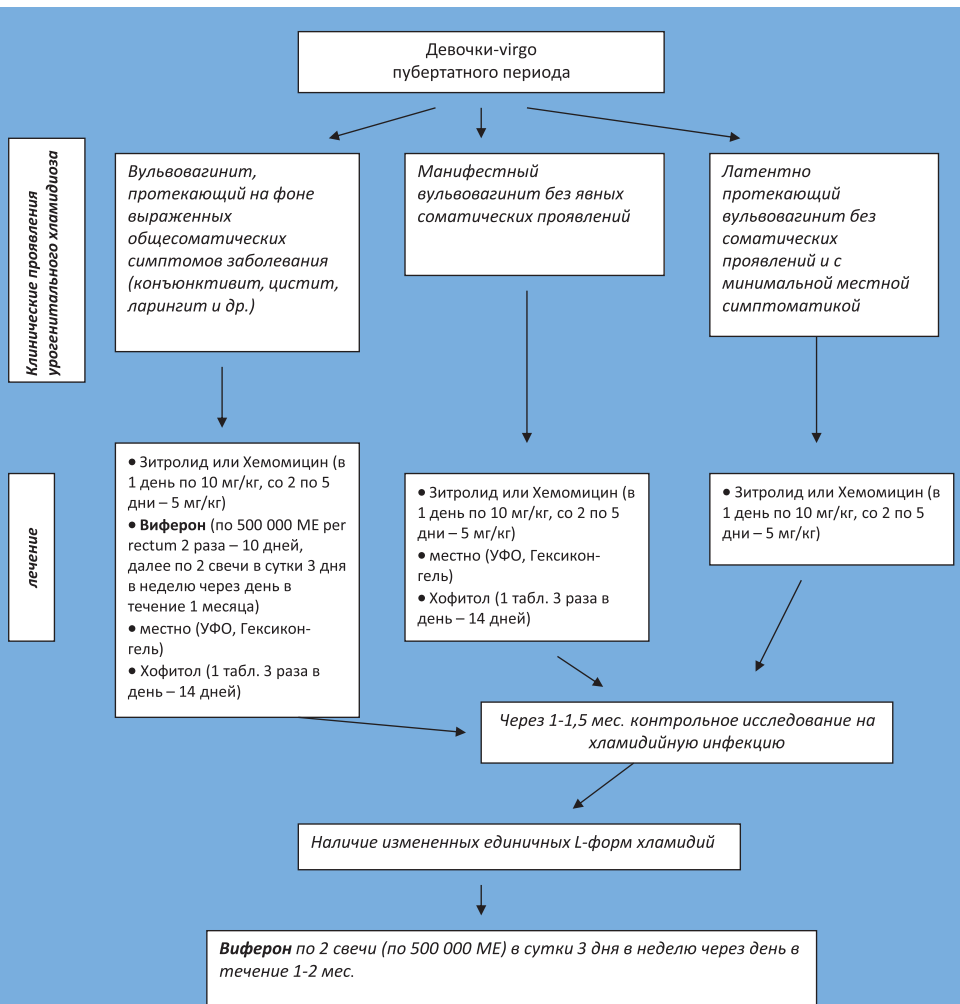 Девочки-virgo
пубертатного периода
Клинические проявления
урогенитального хламидиоза
Вульвовагинит,
протекающий на фоне
выраженных
общесоматических
симптомов заболевания
(конъюнктивит, цистит,
ларингит и др.)
Манифестный
вульвовагинит без явных
соматических проявлений
Латентно
протекающий
вульвовагинит без
соматических
проявлений и с
минимальной местной
симптоматикой
лечение
• Зитролид или Хемомицин (в
1 день по 10 мг/кг, со 2 по 5
дни – 5 мг/кг)
• Виферон (по 500 000 МЕ per
rectum 2 раза – 10 дней,
далее по 2 свечи в сутки 3 дня
в неделю через день в
течение 1 месяца)
• местно (УФО, Гексикон-
гель)
• Хофитол (1 табл. 3 раза в
день – 14 дней)
• Зитролид или Хемомицин (в
1 день по 10 мг/кг, со 2 по 5
дни – 5 мг/кг)
• местно (УФО, Гексикон-
гель)
• Хофитол (1 табл. 3 раза в
день – 14 дней)
• Зитролид или Хемомицин (в
1 день по 10 мг/кг, со 2 по 5
дни – 5 мг/кг)
Через 1-1,5 мес. контрольное исследование на
хламидийную инфекцию
Наличие измененных единичных L-форм хламидий
Виферон по 2 свечи (по 500 000 МЕ) в сутки 3 дня в неделю через день в
течение 1-2 мес.